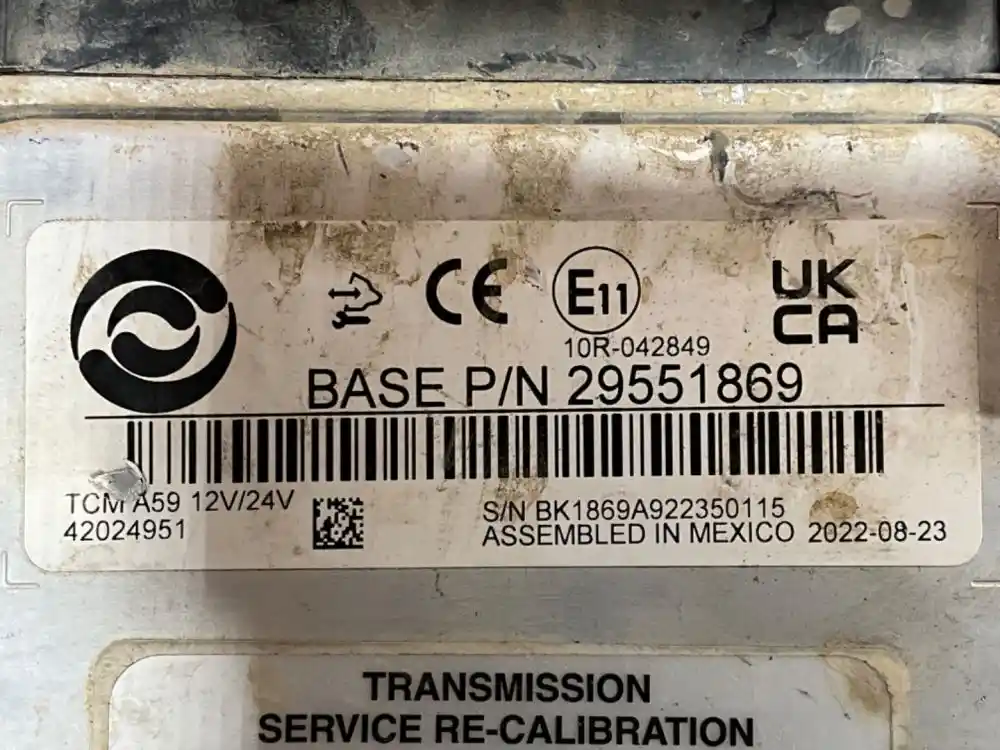 CE
E11
UK
CA
10R-042849
BASE P/N 29551869
TCM A59 12V/24V
42024951
S/N BK1869A922350115
ASSEMBLED IN MEXICO 2022-08-23
TRANSMISSION
SERVICE RE-CALIBRATION